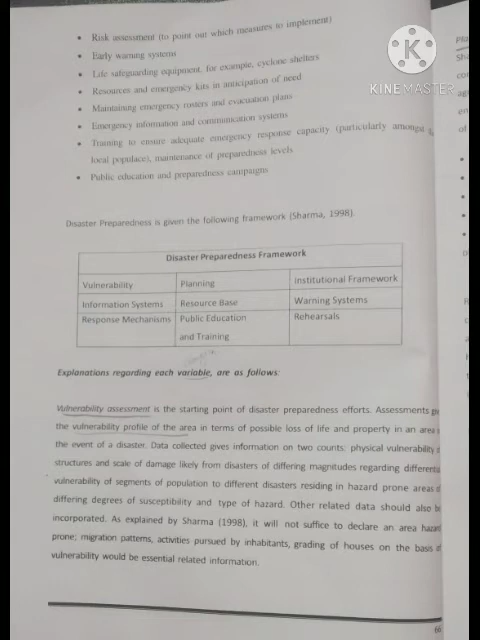 • Risk assessment (to point out which measures to implement)
• Early warning systems
• Life safeguarding equipment, for example, cyclone shelters
• Resources and emergency kits in anticipation of need
• Maintaining emergency rosters and evacuation plans
• Emergency information and communication systems
• Training to ensure adequate emergency response capacity (particularly amongst
local populace), maintenance of preparedness levels
• Public education and preparedness campaigns
K
KINEMASTER
Disaster Preparedness is given the following framework (Sharma, 1998).
Disaster Preparedness Framework
Vulnerability Planning Institutional Framework
Information Systems Resource Base Warning Systems
Response Mechanisms Public Education Rehearsals
and Training
Explanations regarding each variable, are as follows:
Vulnerability assessment is the starting point of disaster preparedness efforts. Assessments
the vulnerability profile of the area in terms of possible loss of life and property in an area
the event of a disaster. Data collected gives information on two counts: physical vulnerability
structures and scale of damage likely from disasters of differing magnitudes regarding
vulnerability of segments of population to different disasters residing in hazard prone areas
differing degrees of susceptibility and type of hazard. Other related data should also
incorporated. As explained by Sharma (1998), it will not suffice to declare an area
prone; migration patterns, activities pursued by inhabitants, grading of houses on the basis
vulnerability would be essential related information.
66